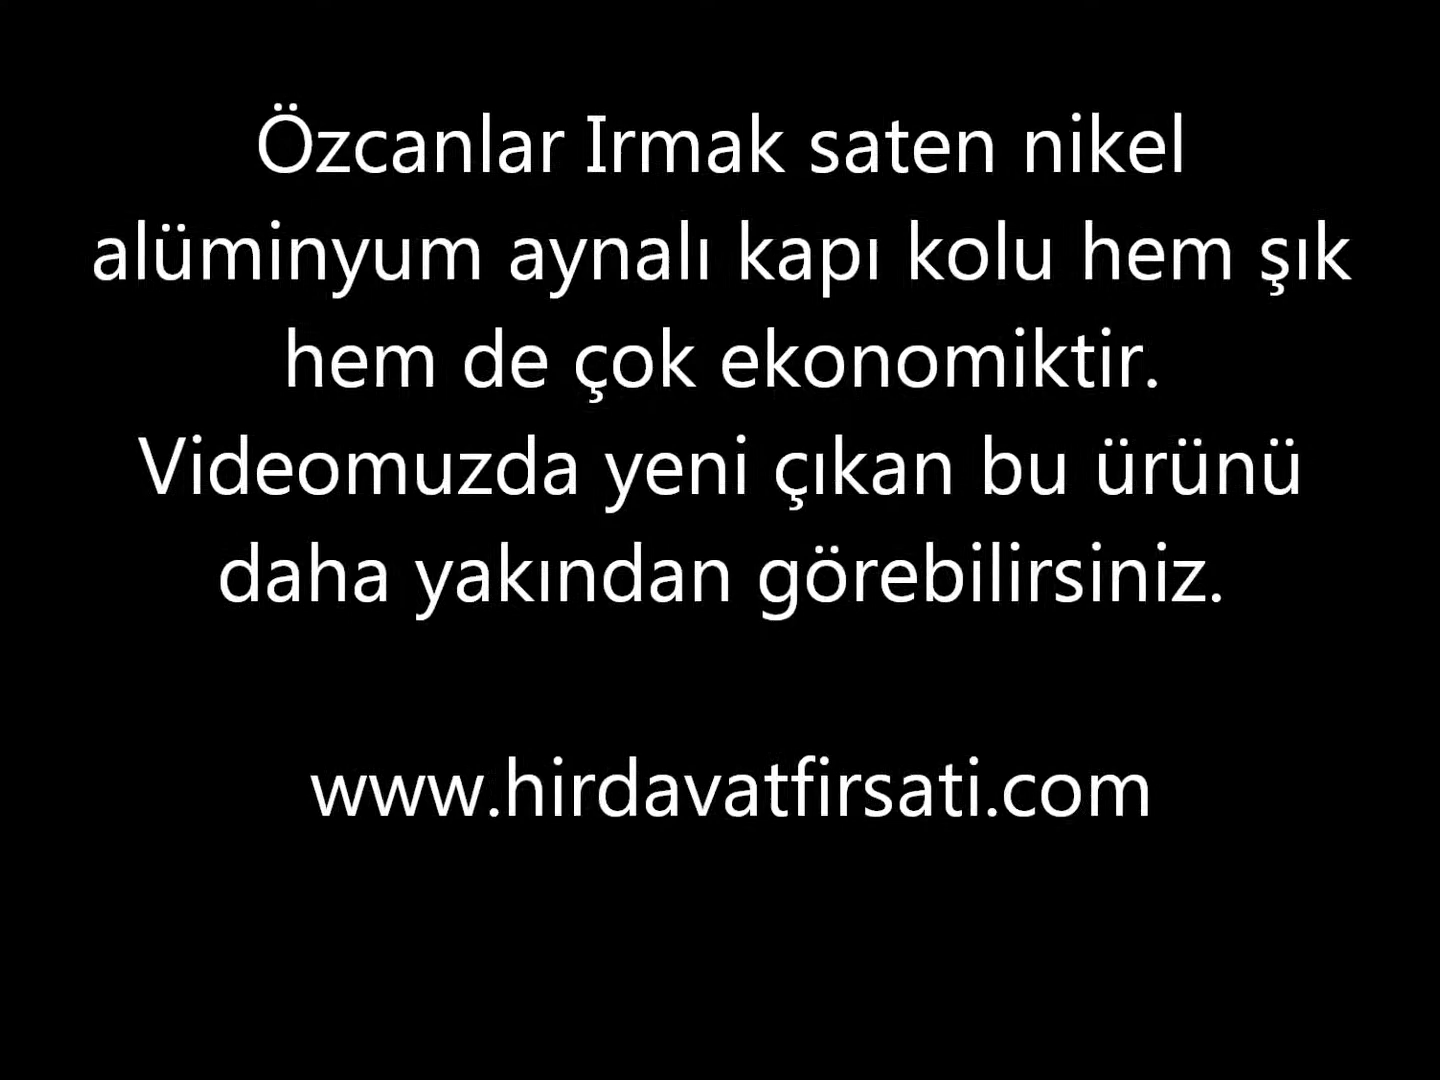 Özcanlar Irmak saten nikel
alüminyum aynalı kapı kolu hem şık
hem de çok ekonomiktir.
Videomuzda yeni çıkan bu ürünü
daha yakından görebilirsiniz.
www.hirdavatfirsati.com